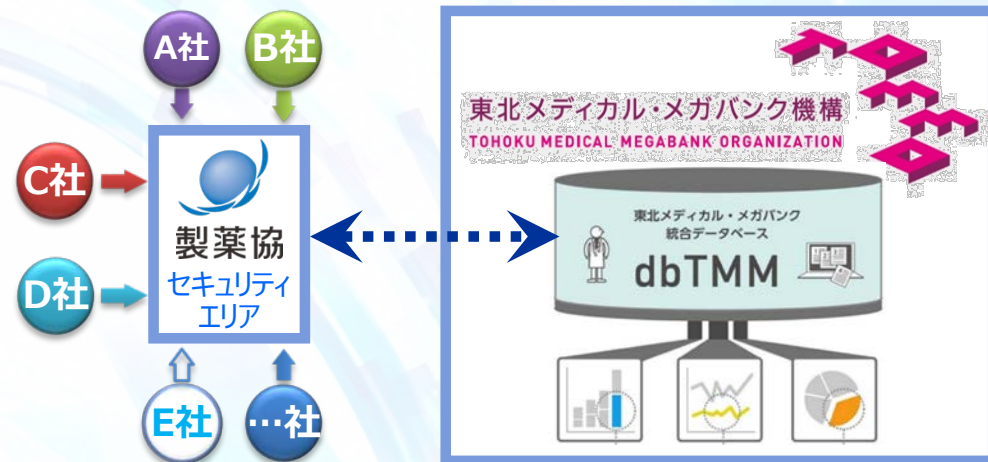 A社
B社
C社
D社
製薬協
セキュリティ
エリア
E社
…社
ToMMo
東北メディカル・メガバンク機構
TOHOKU MEDICAL MEGABANK ORGANIZATION
東北メディカル・メガバンク
統合データベース
dbTMM